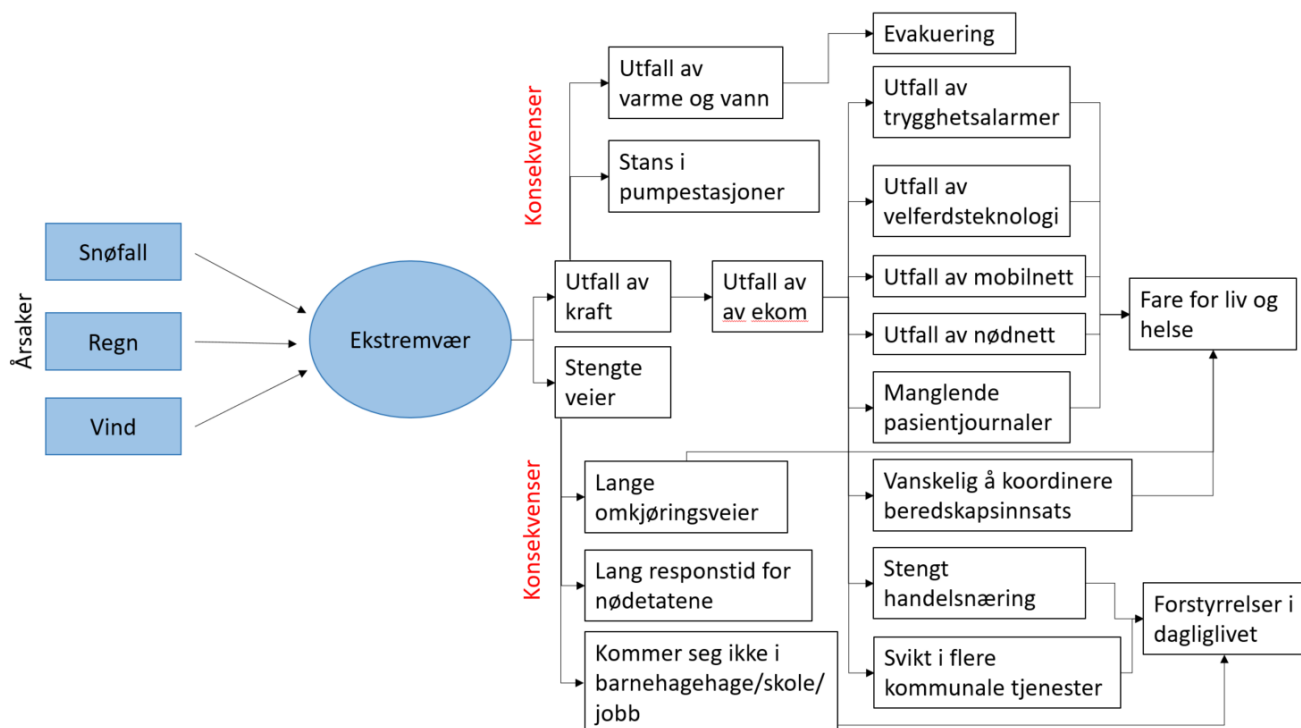 Årsaker
Snøfall
Regn
Vind
Ekstremvær
Konsekvenser
Utfall av
varme og vann
Stans i
pumpestasjoner
Utfall av
kraft
Stengte
veier
Utfall av
av ekom
Konsekvenser
Lange
omkjøringsveier
Lang responstid for
nødetatene
Kommer seg ikke i
barnehagehage/skole/
jobb
Evakuering
Utfall av
trygghetsalarmer
Utfall av
velferdsteknologi
Utfall av mobilnett
Utfall av nødnett
Manglende
pasientjournaler
Vanskelig å koordinere
beredskapsinnsats
Stengt
handelsnæring
Svikt i flere
kommunale tjenester
Fare for liv og
helse
Forstyrrelser i
dagliglivet